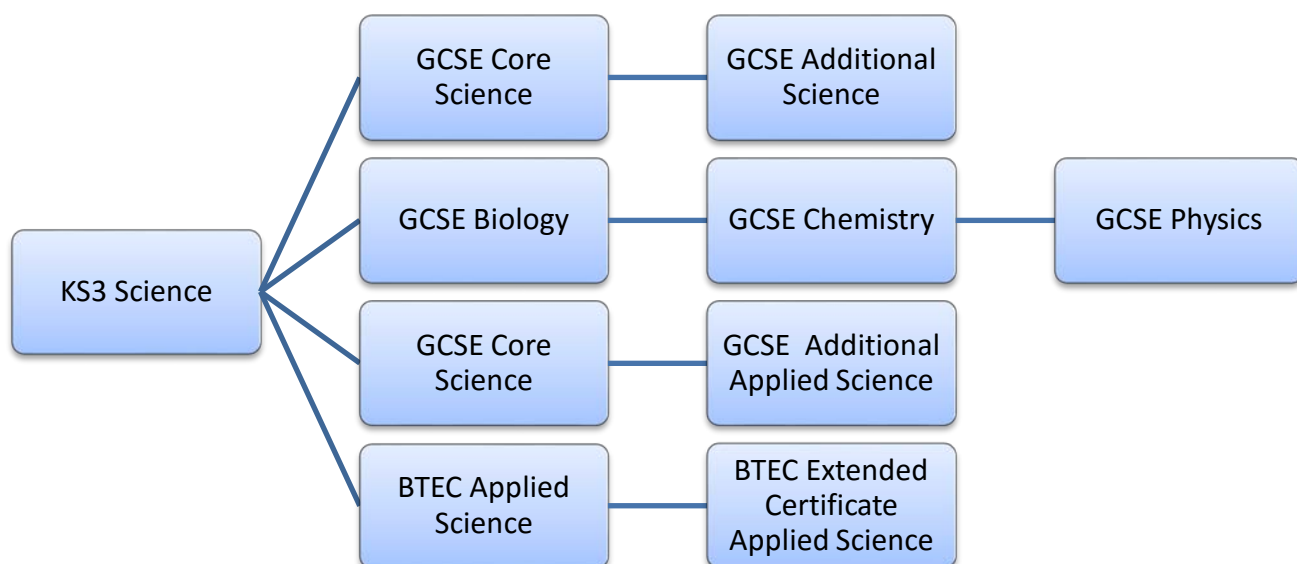 GCSE Core
Science
GCSE Additional
Science
KS3 Science
GCSE Biology
GCSE Chemistry
GCSE Physics
GCSE Core
Science
GCSE  Additional
Applied Science
BTEC Applied
Science
BTEC Extended
Certificate
Applied Science